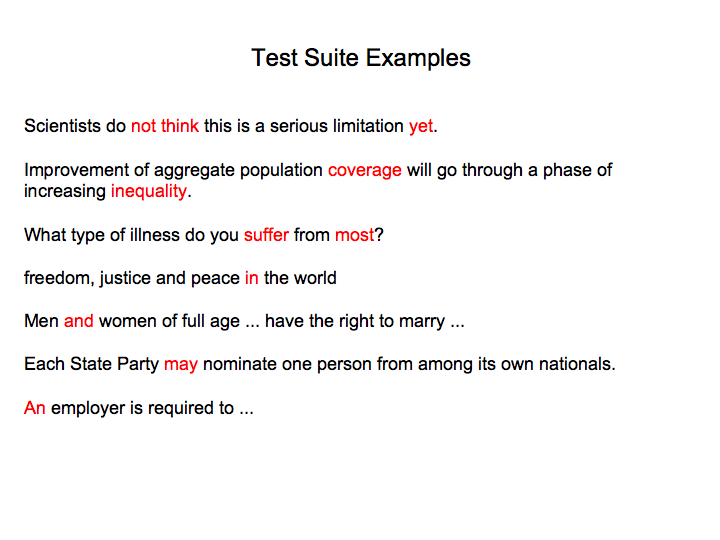 Test Suite Examples
Scientists do not think this is a serious limitation yet.
Improvement of aggregate population coverage will go through a phase of
increasing inequality.
What type of illness do you suffer from most?
freedom, justice and peace in the world
Men and women of full age ... have the right to marry ...
Each State Party may nominate one person from among its own nationals.
An employer is required to ...